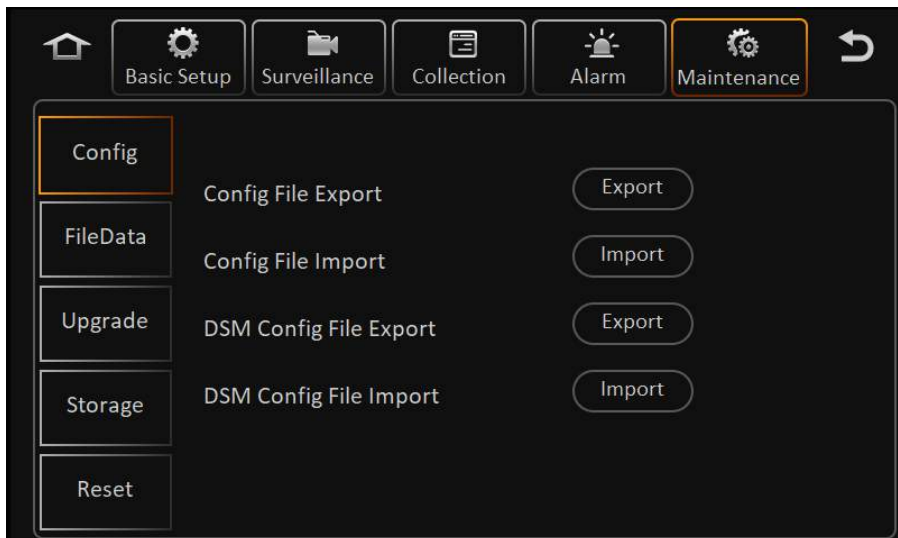 Basic Setup
Surveillance
Collection
Alarm
Maintenance
Config
FileData
Upgrade
Storage
Reset
Config File Export
Export
Config File Import
Import
DSM Config File Export
Export
DSM Config File Import
Import